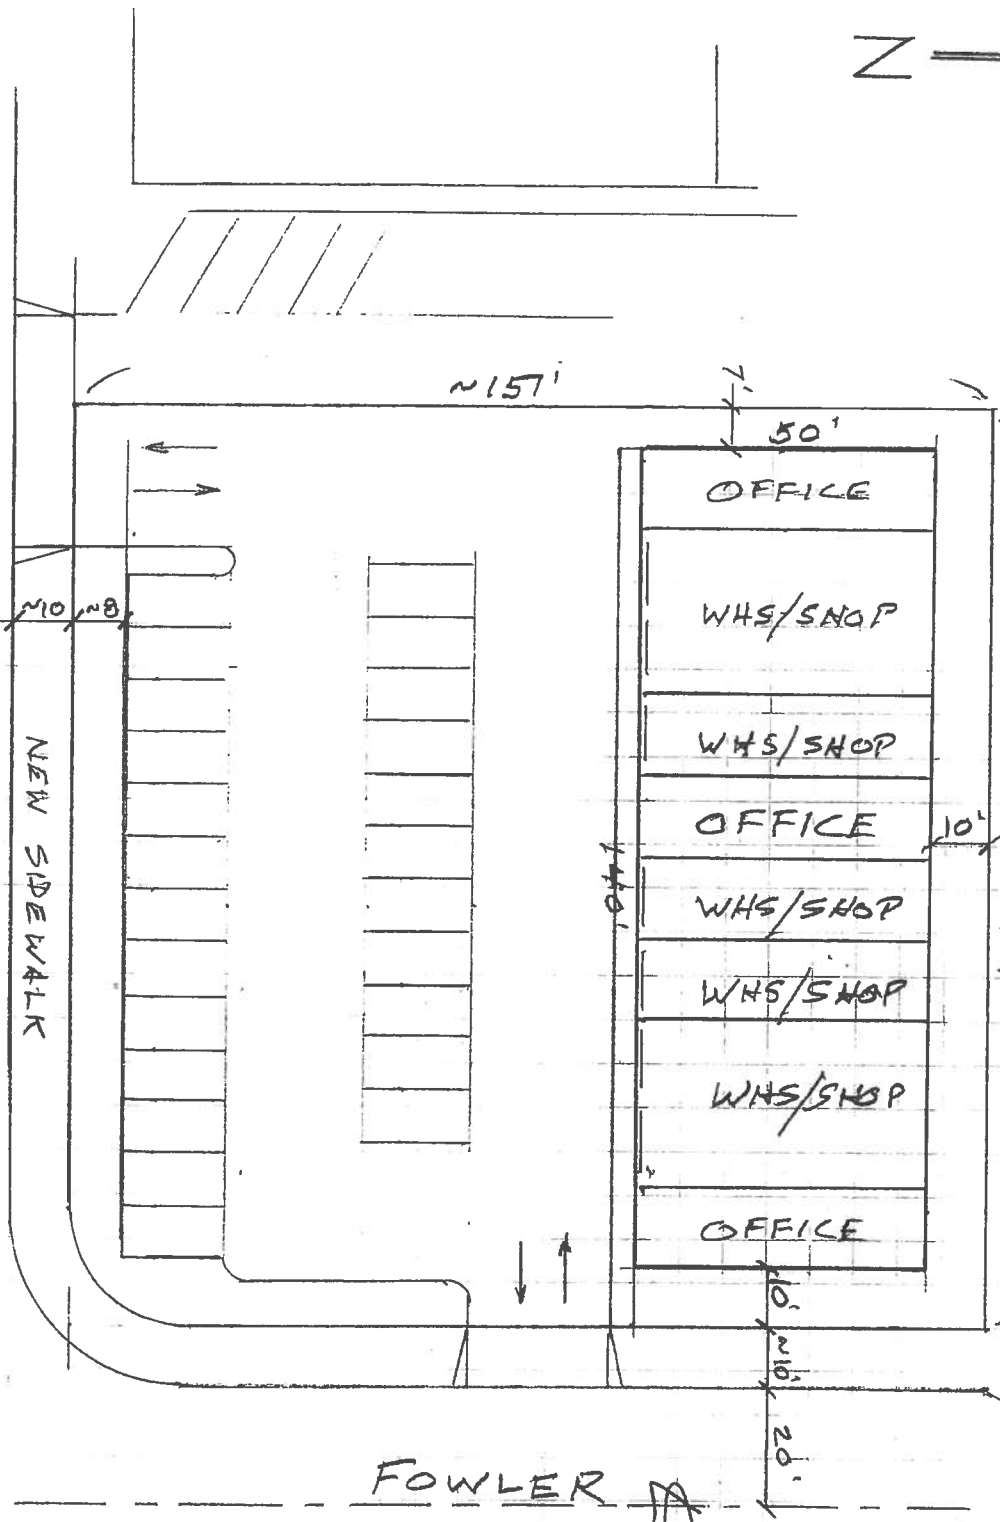 N
~157'
7'
50'
OFFICE
WHS/SHOP
~10
~8
WHS/SHOP
OFFICE
10'
140'
WHS/SHOP
NEW SIDEWALK
WHS/SHOP
WHS/SHOP
OFFICE
10'
~10'
20'
FOWLER